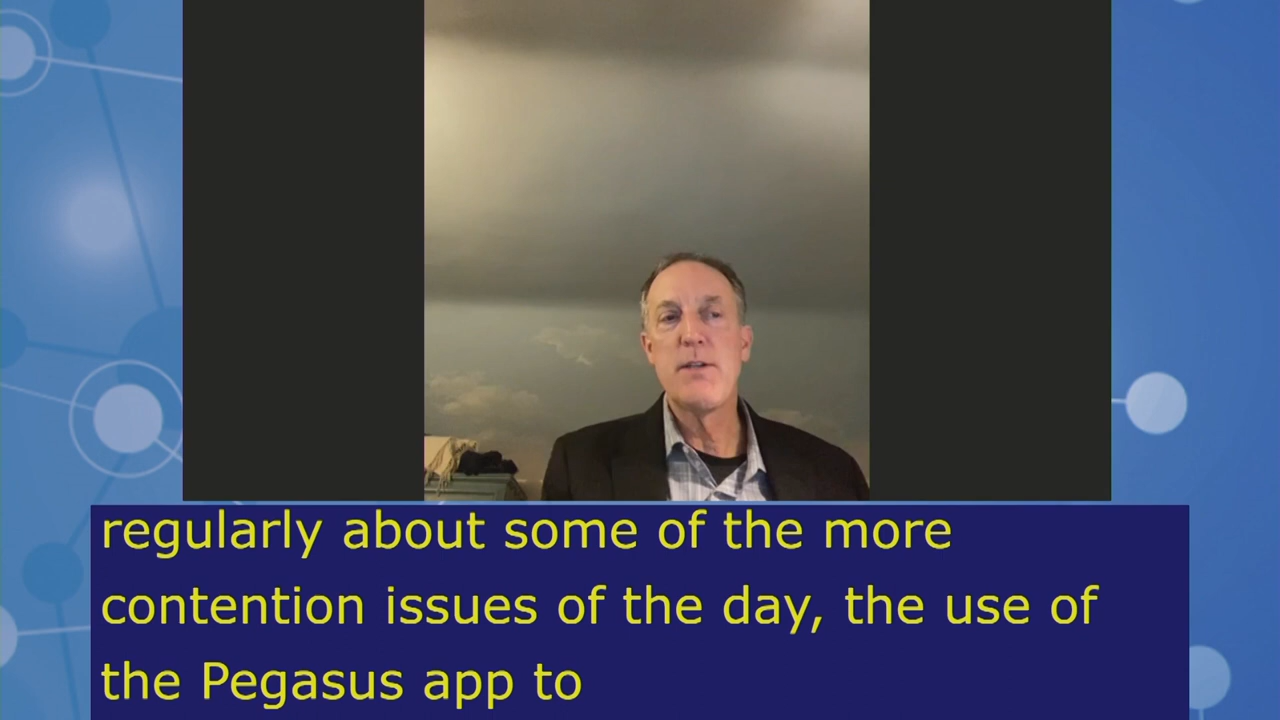 regularly about some of the more
contention issues of the day, the use of
the Pegasus app to